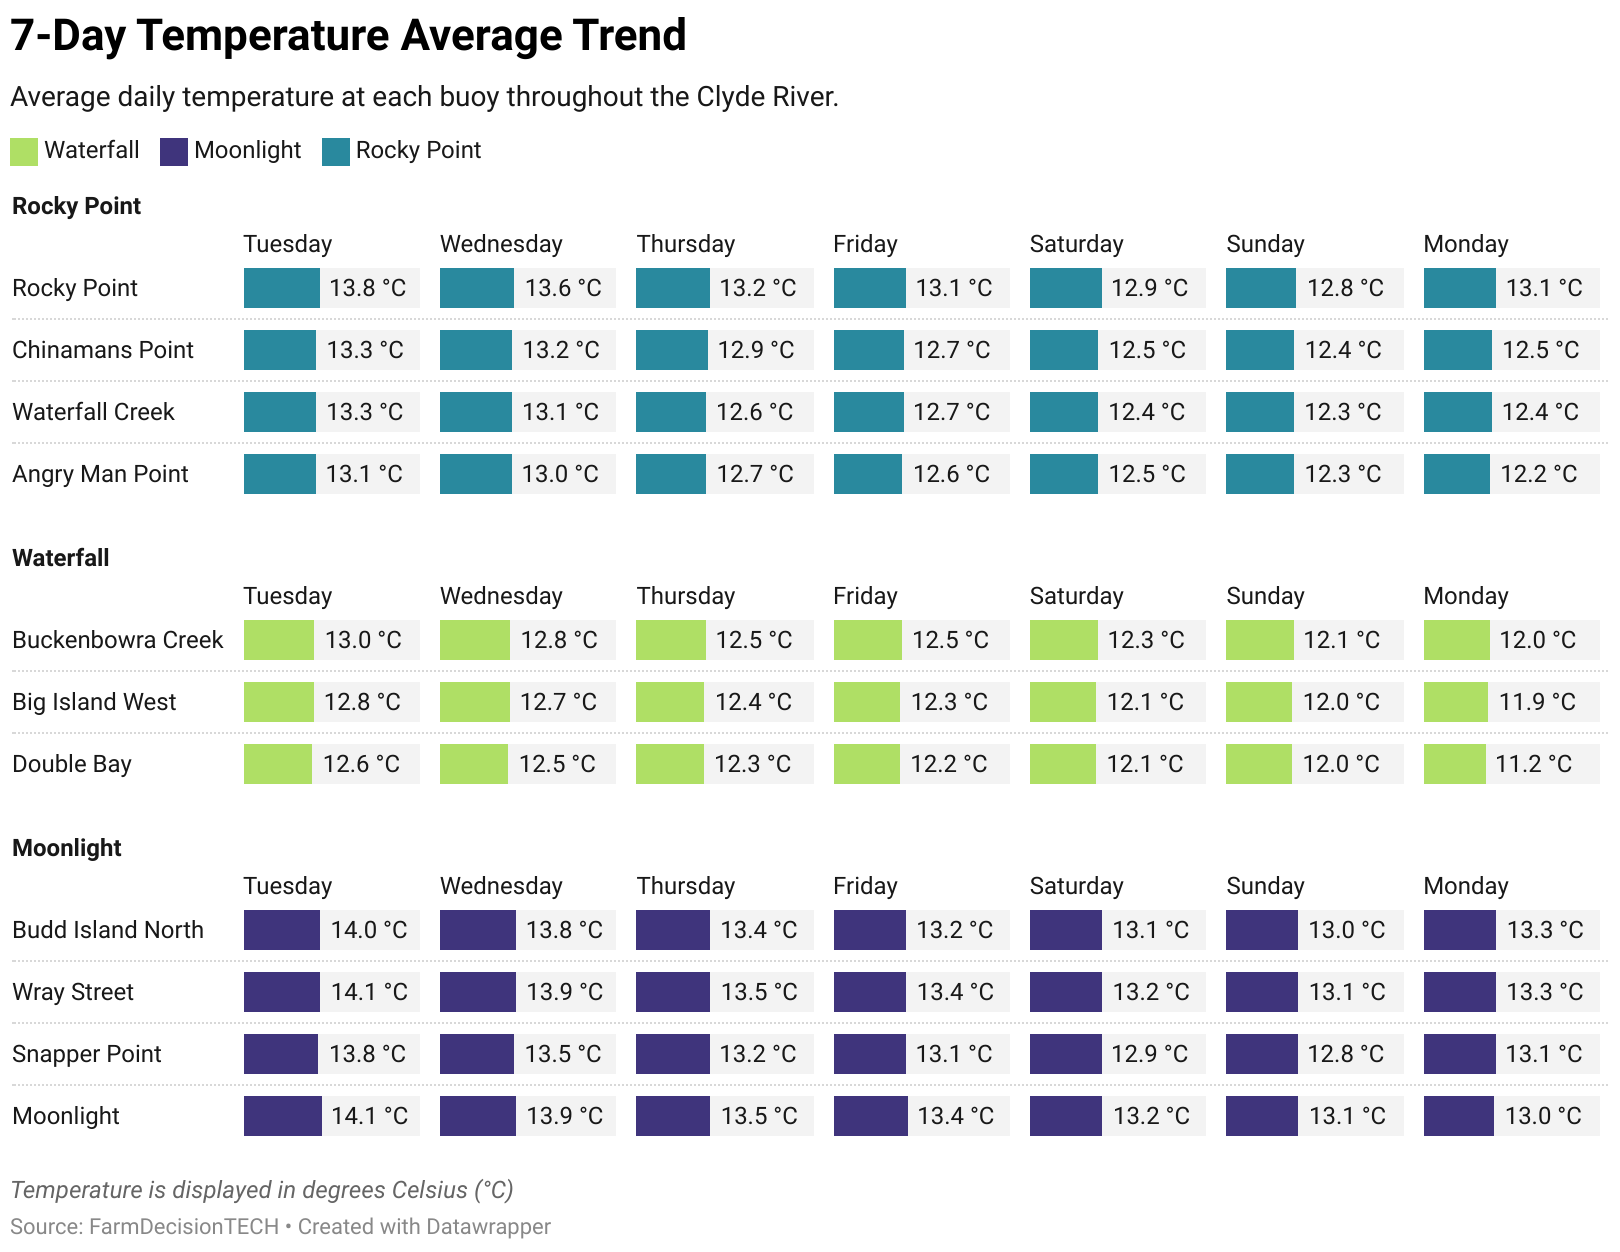 7-Day Temperature Average Trend
Average daily temperature at each buoy throughout the Clyde River.
Waterfall Moonlight Rocky Point
Rocky Point
Tuesday Wednesday Thursday Friday Saturday Sunday Monday
Rocky Point 13.8 °C 13.6 °C 13.2 °C 13.1 °C 12.9 °C 12.8 °C 13.1 °C
Chinamans Point 13.3 °C 13.2 °C 12.9 °C 12.7 °C 12.5 °C 12.4 °C 12.5 °C
Waterfall Creek 13.3 °C 13.1 °C 12.6 °C 12.7 °C 12.4 °C 12.3 °C 12.4 °C
Angry Man Point 13.1 °C 13.0 °C 12.7 °C 12.6 °C 12.5 °C 12.3 °C 12.2 °C
Waterfall
Tuesday Wednesday Thursday Friday Saturday Sunday Monday
Buckenbowra Creek 13.0 °C 12.8 °C 12.5 °C 12.5 °C 12.3 °C 12.1 °C 12.0 °C
Big Island West 12.8 °C 12.7 °C 12.4 °C 12.3 °C 12.1 °C 12.0 °C 11.9 °C
Double Bay 12.6 °C 12.5 °C 12.3 °C 12.2 °C 12.1 °C 12.0 °C 11.2 °C
Moonlight
Tuesday Wednesday Thursday Friday Saturday Sunday Monday
Budd Island North 14.0 °C 13.8 °C 13.4 °C 13.2 °C 13.1 °C 13.0 °C 13.3 °C
Wray Street 14.1 °C 13.9 °C 13.5 °C 13.4 °C 13.2 °C 13.1 °C 13.3 °C
Snapper Point 13.8 °C 13.5 °C 13.2 °C 13.1 °C 12.9 °C 12.8 °C 13.1 °C
Moonlight 14.1 °C 13.9 °C 13.5 °C 13.4 °C 13.2 °C 13.1 °C 13.0 °C
Temperature is displayed in degrees Celsius (°C)
Source: FarmDecisionTECH • Created with Datawrapper